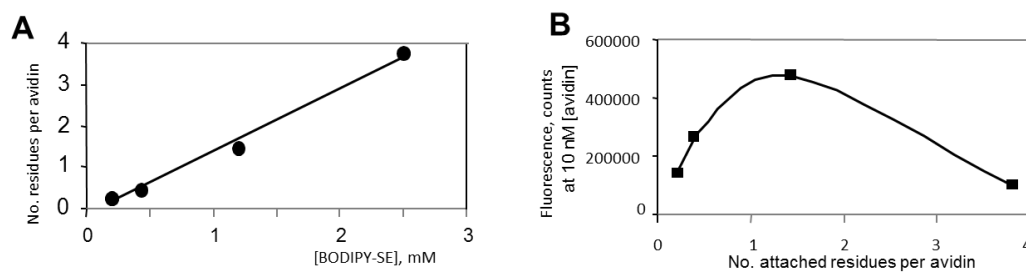 A
No. residues per avidin
4
3
2
1
0
0 1 2 3
[BODIPY-SE], mM
B
Fluorescence, counts
at 10 nM [avidin]
600000
400000
200000
0
0 1 2 3 4
No. attached residues per avidin